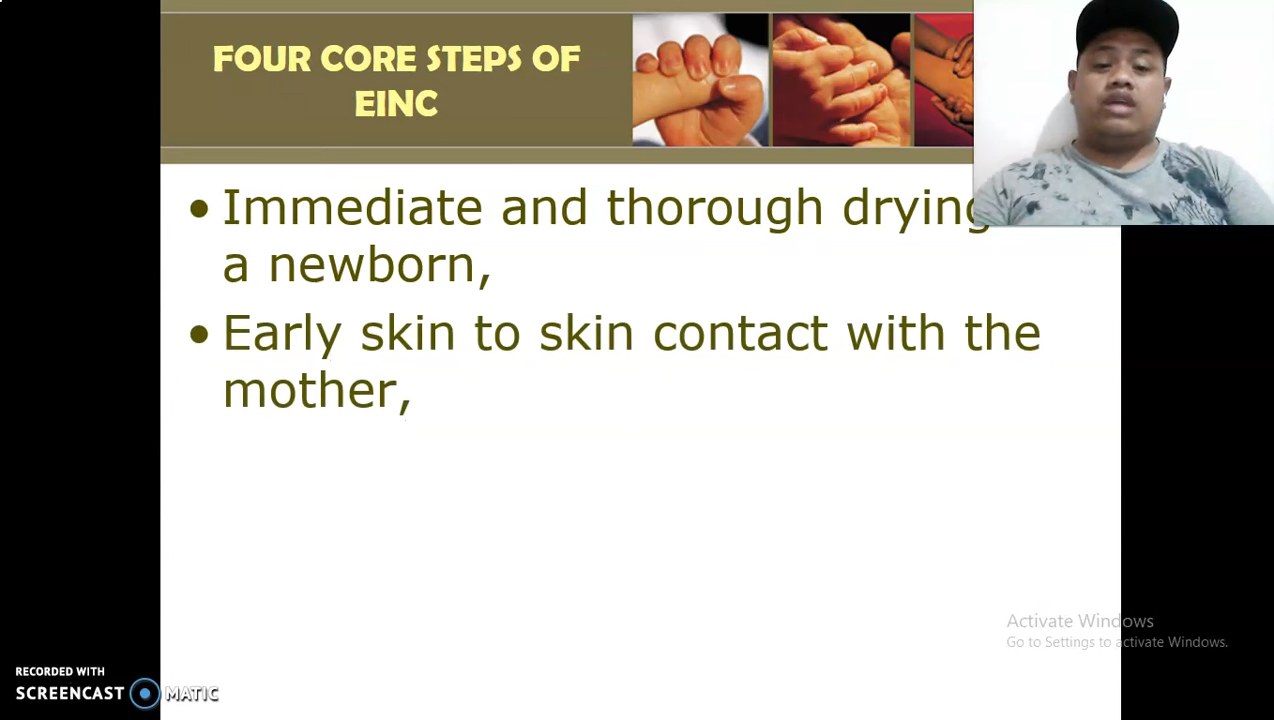 FOUR CORE STEPS OF
EINC
• Immediate and thorough drying
a newborn,
• Early skin to skin contact with the
mother,
Activate Windows
Go to Settings to activate Windows.
RECORDED WITH
SCREENCAST MATIC